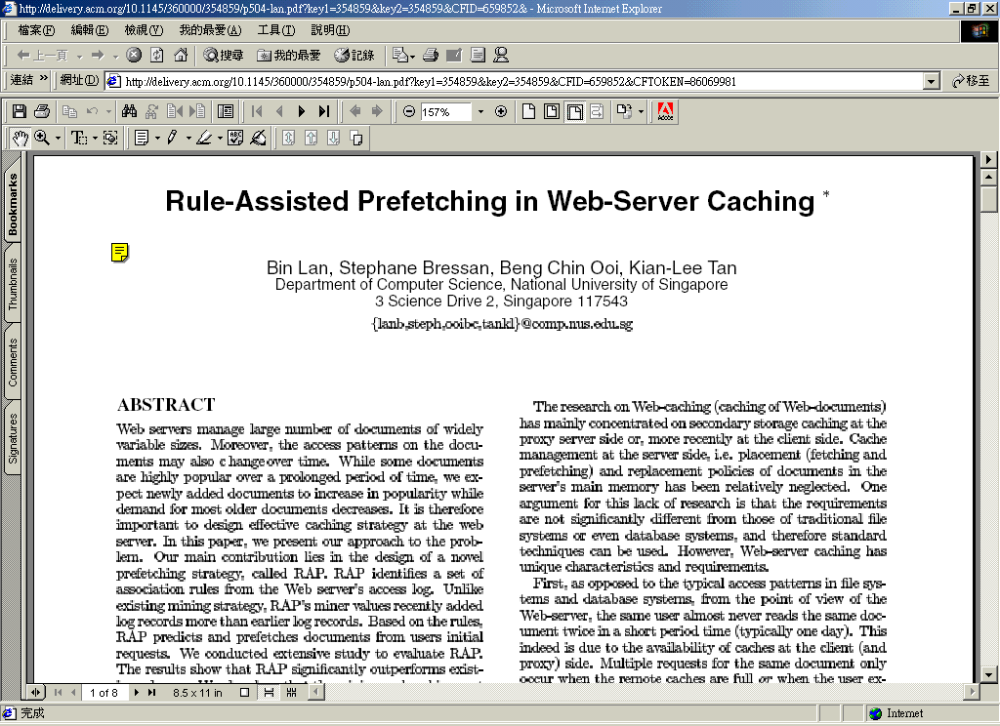 http://delivery.acm.org/10.1145/360000/354859/p504-lan.pdf?key1=354859&key2=354859&CFID=659852& - Microsoft Internet Explorer
檔案(F) 編輯(E) 檢視(V) 我的最愛(A) 工具(T) 說明(H)
上一頁 搜尋 我的最愛 記錄
連結 » 網址(D) http://delivery.acm.org/10.1145/360000/354859/p504-lan.pdf?key1=354859&key2=354859&CFID=659852&CFTOKEN=86069981 移至
157% Adobe
Bookmarks
Thumbnails
Comments
Signatures
Rule-Assisted Prefetching in Web-Server Caching *
Bin Lan, Stephane Bressan, Beng Chin Ooi, Kian-Lee Tan
Department of Computer Science, National University of Singapore
3 Science Drive 2, Singapore 117543
{lanb,steph,ooibc,tankl}@comp.nus.edu.sg
ABSTRACT
Web servers manage large number of documents of widely
variable sizes. Moreover, the access patterns on the docu-
ments may also change over time. While some documents
are highly popular over a prolonged period of time, we ex-
pect newly added documents to increase in popularity while
demand for most older documents decreases. It is therefore
important to design effective caching strategy at the web
server. In this paper, we present our approach to the prob-
lem. Our main contribution lies in the design of a novel
prefetching strategy, called RAP. RAP identifies a set of
association rules from the Web server's access log. Unlike
existing mining strategy, RAP's miner values recently added
log records more than earlier log records. Based on the rules,
RAP predicts and prefetches documents from users initial
requests. We conducted extensive study to evaluate RAP.
The results show that RAP significantly outperforms exist-
The research on Web-caching (caching of Web-documents)
has mainly concentrated on secondary storage caching at the
proxy server side or, more recently at the client side. Cache
management at the server side, i.e. placement (fetching and
prefetching) and replacement policies of documents in the
server's main memory has been relatively neglected. One
argument for this lack of research is that the requirements
are not significantly different from those of traditional file
systems or even database systems, and therefore standard
techniques can be used. However, Web-server caching has
unique characteristics and requirements.
First, as opposed to the typical access patterns in file sys-
tems and database systems, from the point of view of the
Web-server, the same user almost never reads the same doc-
ument twice in a short period time (typically one day). This
indeed is due to the availability of caches at the client (and
proxy) side. Multiple requests for the same document only
occur when the remote caches are full or when the user ex-
1 of 8 8.5 x 11 in
完成 Internet